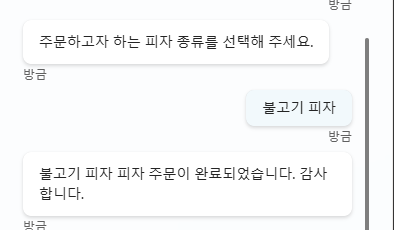 방금
주문하고자 하는 피자 종류를 선택해 주세요.
방금
불고기 피자
방금
불고기 피자 피자 주문이 완료되었습니다. 감사
합니다.
방금